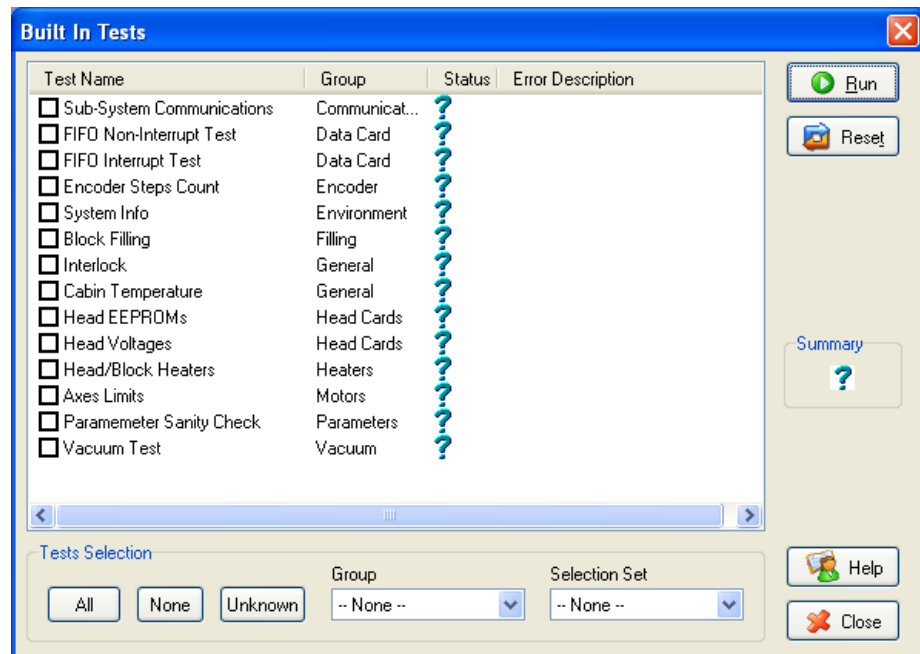 Built In Tests
Test Name Group Status Error Description
Sub-System Communications Communicat... ?
FIFO Non-Interrupt Test Data Card ?
FIFO Interrupt Test Data Card ?
Encoder Steps Count Encoder ?
System Info Environment ?
Block Filling Filling ?
Interlock General ?
Cabin Temperature General ?
Head EEPROMs Head Cards ?
Head Voltages Head Cards ?
Head/Block Heaters Heaters ?
Axes Limits Motors ?
Paramemeter Sanity Check Parameters ?
Vacuum Test Vacuum ?
Run
Reset
Summary
?
Tests Selection
Group Selection Set
All None Unknown -- None -- -- None --
Help
Close